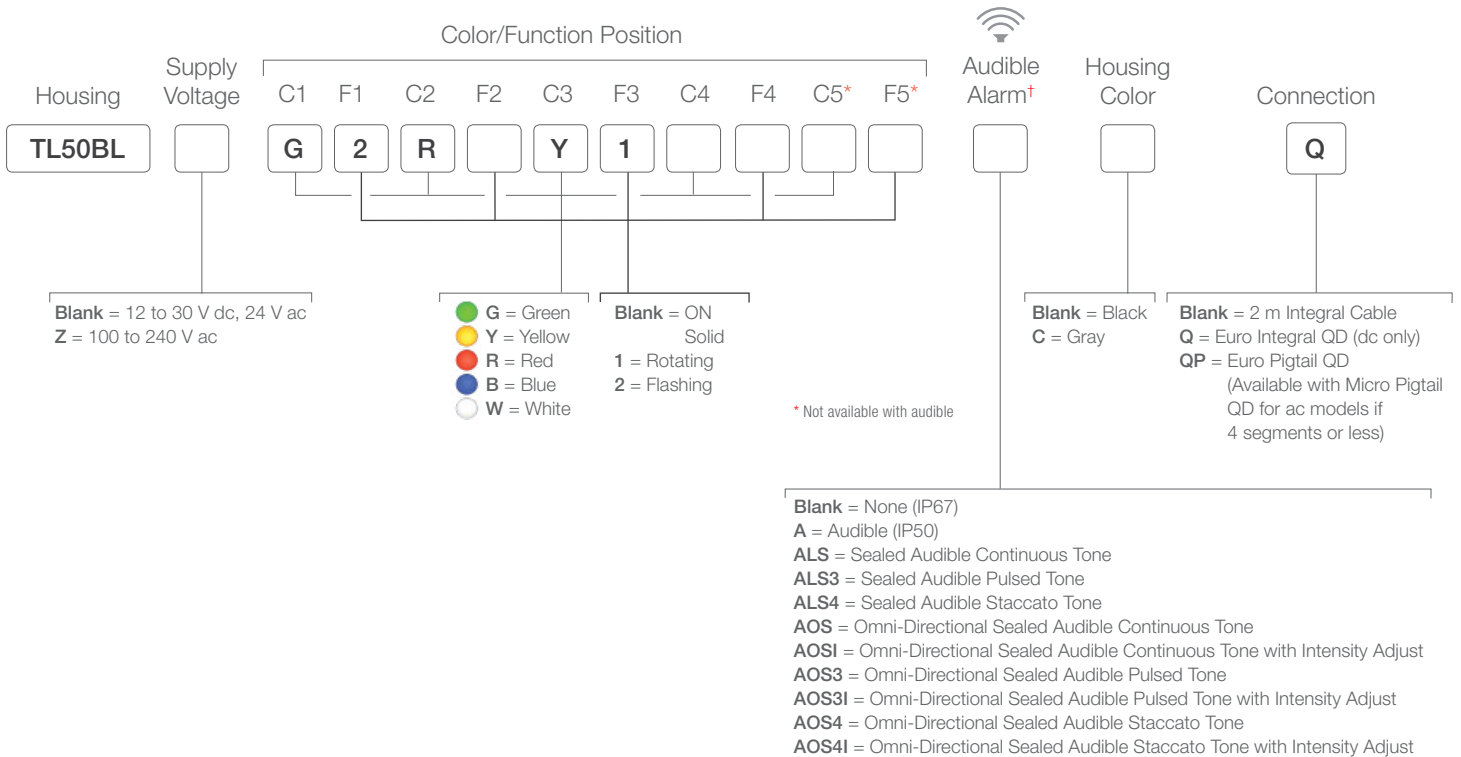 Color/Function Position
Housing
Supply Voltage
C1 F1 C2 F2 C3 F3 C4 F4 C5* F5*
Audible Alarm†
Housing Color
Connection
TL50BL G 2 R Y 1 Q
Blank = 12 to 30 V dc, 24 V ac
Z = 100 to 240 V ac
G = Green
Y = Yellow
R = Red
B = Blue
W = White
Blank = ON
Solid
1 = Rotating
2 = Flashing
* Not available with audible
Blank = Black
C = Gray
Blank = 2 m Integral Cable
Q = Euro Integral QD (dc only)
QP = Euro Pigtail QD
(Available with Micro Pigtail
QD for ac models if
4 segments or less)
Blank = None (IP67)
A = Audible (IP50)
ALS = Sealed Audible Continuous Tone
ALS3 = Sealed Audible Pulsed Tone
ALS4 = Sealed Audible Staccato Tone
AOS = Omni-Directional Sealed Audible Continuous Tone
AOSI = Omni-Directional Sealed Audible Continuous Tone with Intensity Adjust
AOS3 = Omni-Directional Sealed Audible Pulsed Tone
AOS3I = Omni-Directional Sealed Audible Pulsed Tone with Intensity Adjust
AOS4 = Omni-Directional Sealed Audible Staccato Tone
AOS4I = Omni-Directional Sealed Audible Staccato Tone with Intensity Adjust